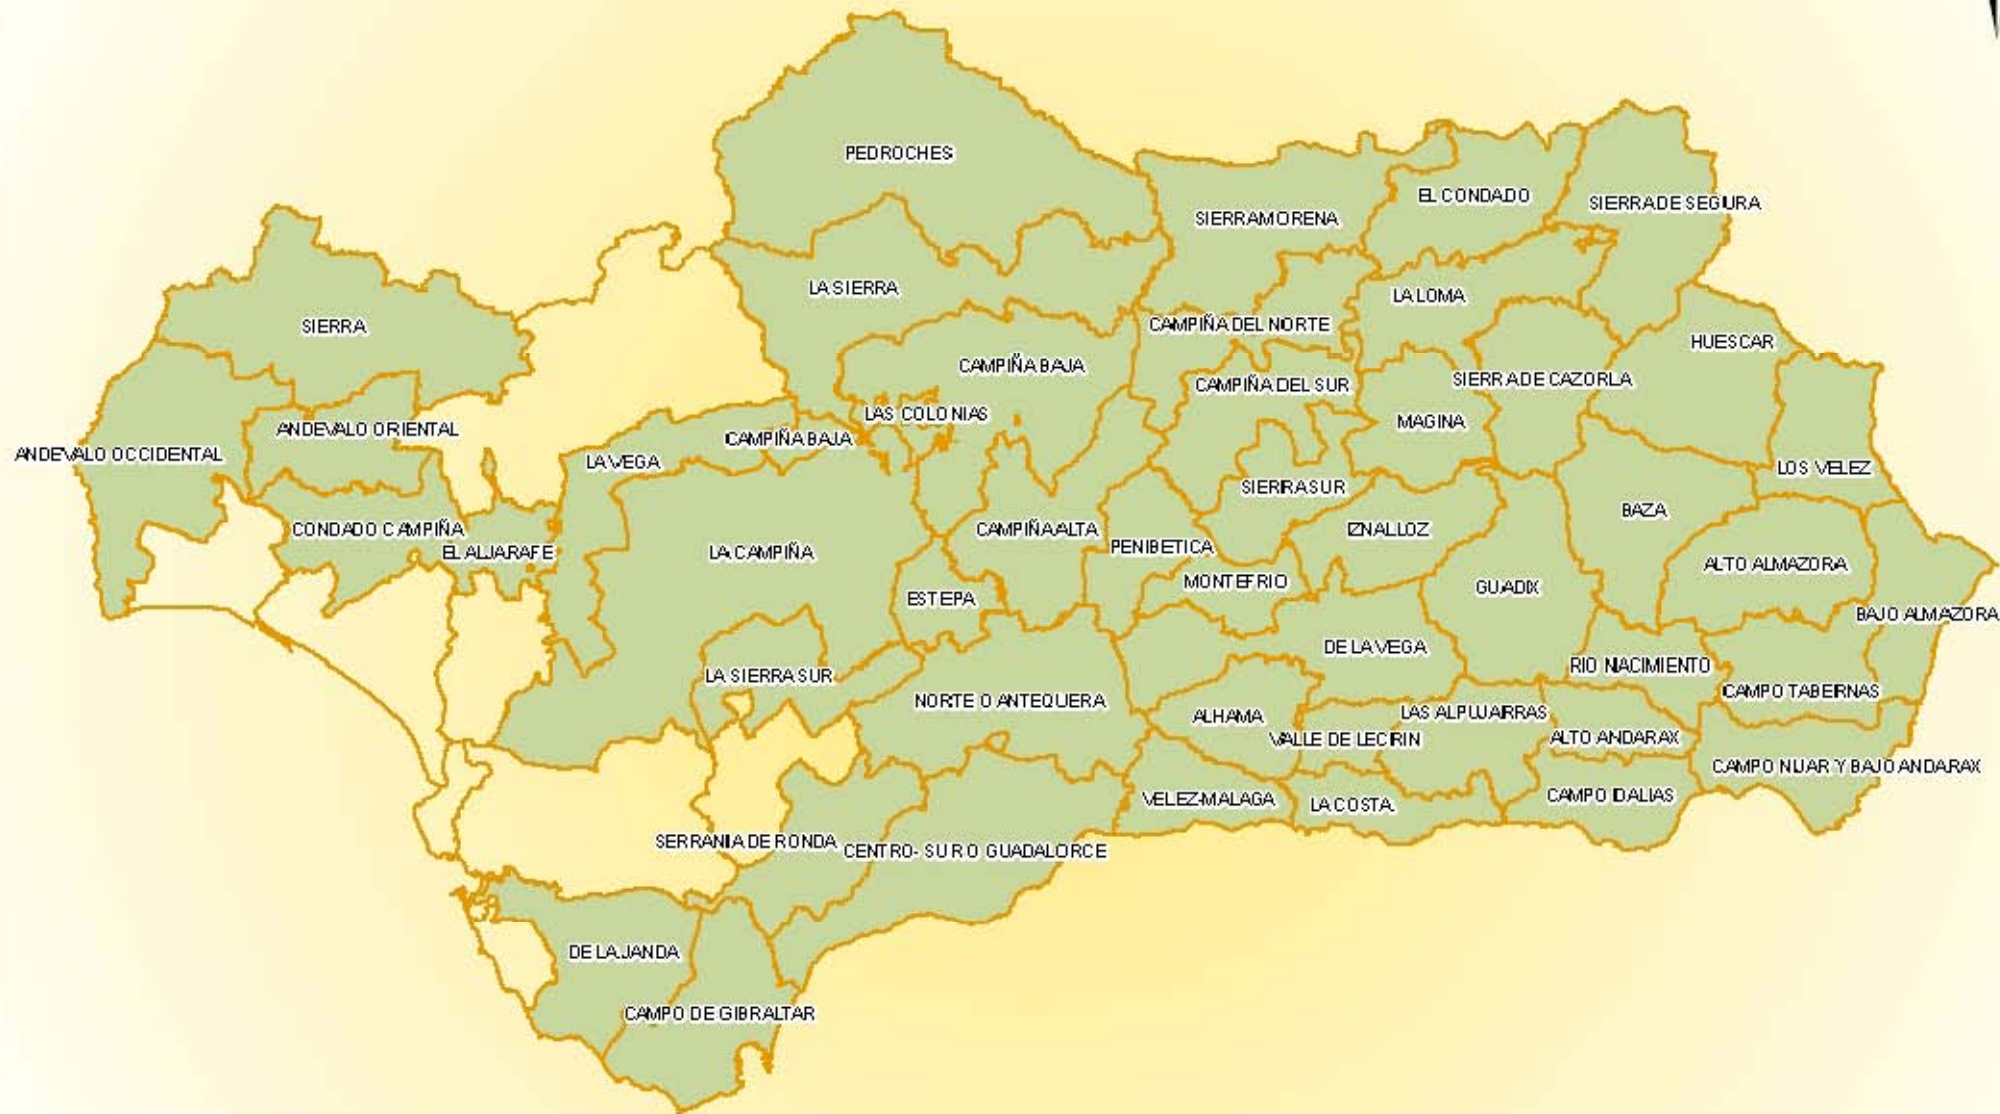 PEDROCHES
EL CONDADO
SIERRA DE SEGURA
SIERRA MORENA
LA SIERRA
LA LOMA
SIERRA
CAMPIÑA DEL NORTE
HUESCAR
CAMPIÑA BAJA
SIERRA DE CAZORLA
CAMPIÑA DEL SUR
LAS COLONIAS
MAGINA
ANDEVALO ORIENTAL
CAMPIÑA BAJA
ANDEVALO OCCIDENTAL
LA VEGA
LOS VELEZ
SIERRA SUR
BAZA
CONDADO CAMPIÑA
CAMPIÑA ALTA
IZNALLOZ
PENIBETICA
EL ALJARAFE
LA CAMPIÑA
ALTO ALMAZORA
MONTEFRIO
GUADIX
ESTEPA
BAJO ALMAZORA
DE LA VEGA
RIO NACIMIENTO
LA SIERRA SUR
CAMPO TABERNAS
NORTE O ANTEQUERA
LAS ALPUJARRAS
ALHAMA
VALLE DE LECRIN
ALTO ANDARAX
CAMPO NIJAR Y BAJO ANDARAX
CAMPO DALIAS
VELEZ-MALAGA
LA COSTA
SERRANIA DE RONDA
CENTRO- SUR O GUADALORCE
DE LA JANDA
CAMPO DE GIBRALTAR